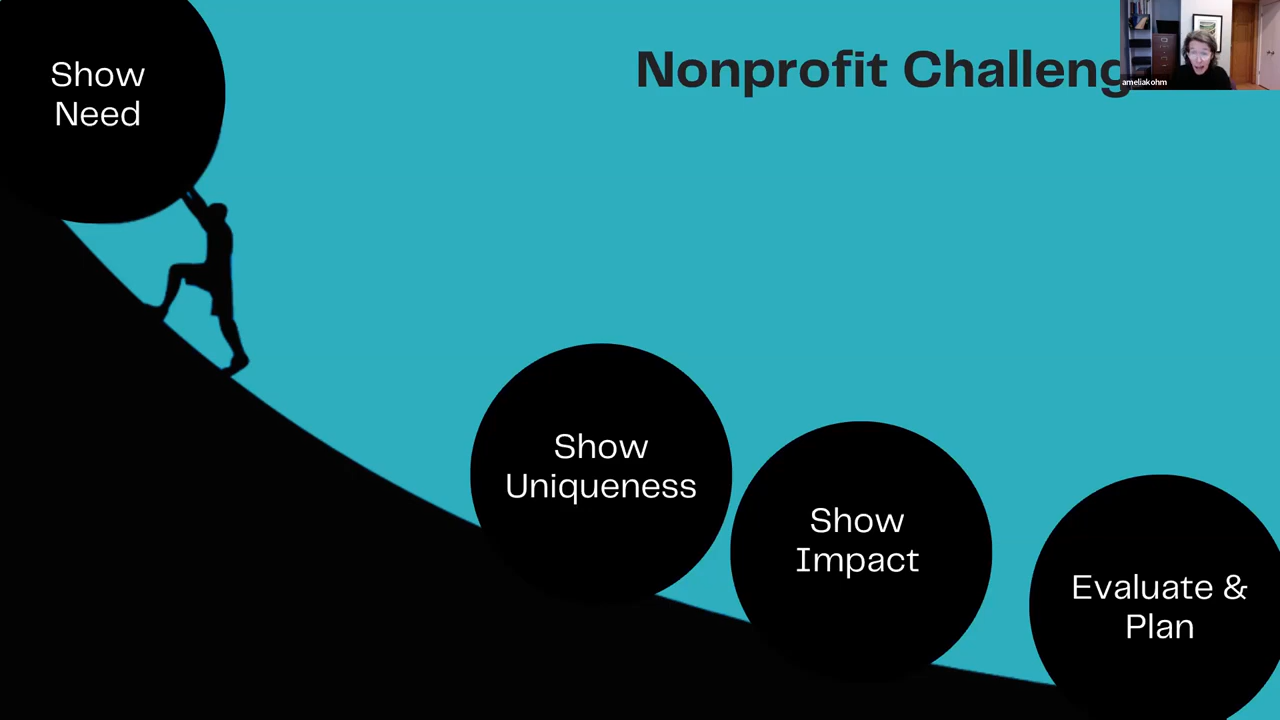 Nonprofit Challeng
ameliakohm
Show
Need
Show
Uniqueness
Show
Impact
Evaluate &
Plan